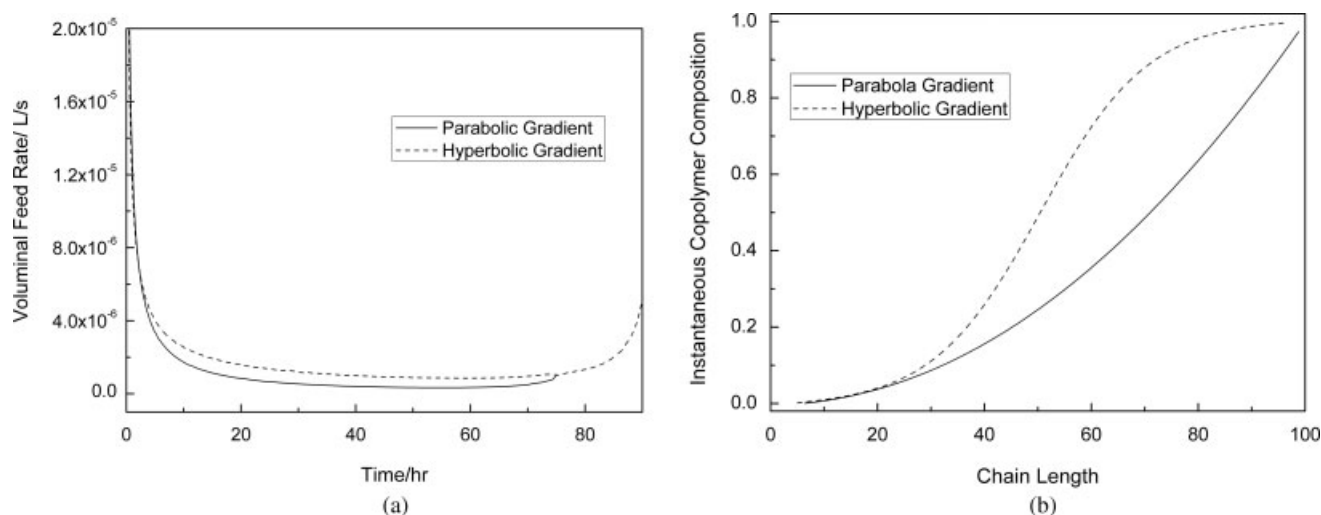 2.0x10⁻⁵
1.6x10⁻⁵
1.2x10⁻⁵
8.0x10⁻⁶
4.0x10⁻⁶
0.0
Voluminal Feed Rate/ L/s
Parabolic Gradient
Hyperbolic Gradient
0 20 40 60 80
Time/hr
(a)
1.0
0.8
0.6
0.4
0.2
0.0
Instantaneous Copolymer Composition
Parabola Gradient
Hyperbolic Gradient
0 20 40 60 80 100
Chain Length
(b)